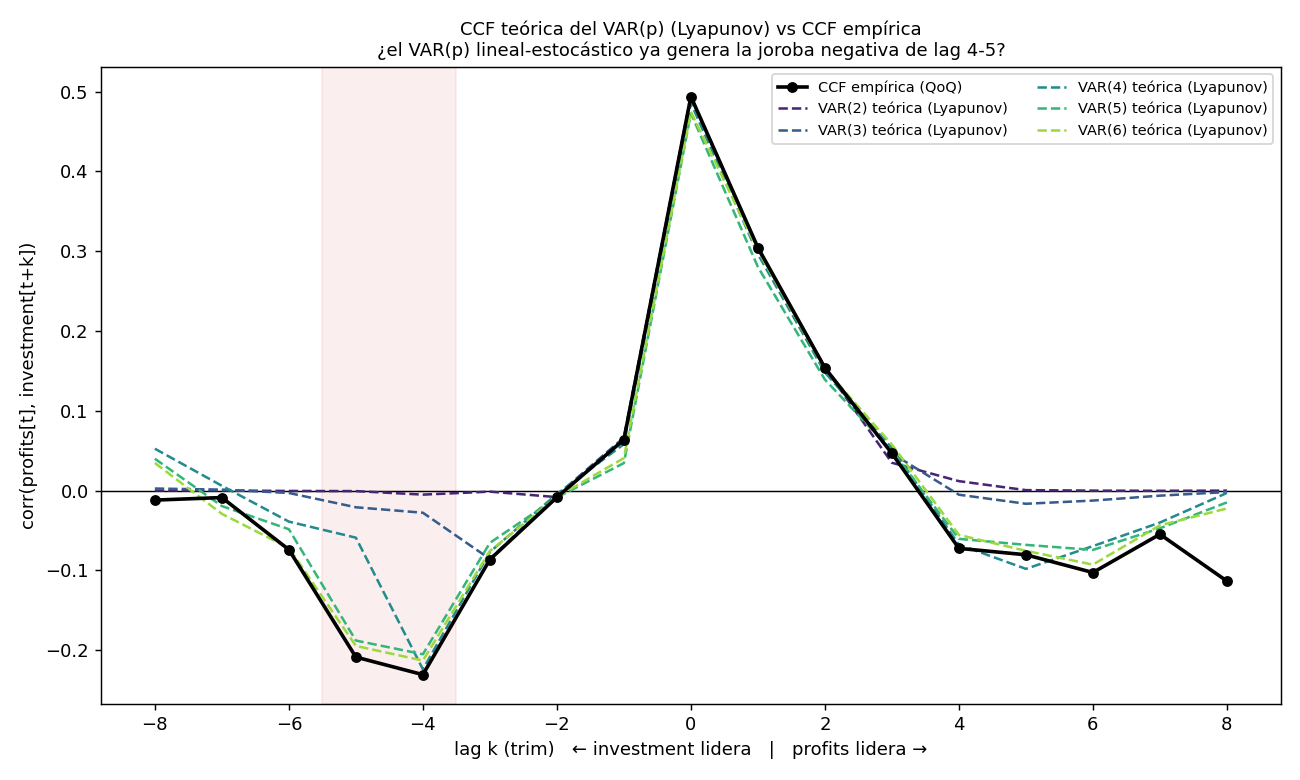 CCF teórica del VAR(p) (Lyapunov) vs CCF empírica
¿el VAR(p) lineal-estocástico ya genera la joroba negativa de lag 4-5?
CCF empírica (QoQ)
VAR(2) teórica (Lyapunov)
VAR(3) teórica (Lyapunov)
VAR(4) teórica (Lyapunov)
VAR(5) teórica (Lyapunov)
VAR(6) teórica (Lyapunov)
corr(profits[t], investment[t+k])
0.5
0.4
0.3
0.2
0.1
0.0
−0.1
−0.2
−8 −6 −4 −2 0 2 4 6 8
lag k (trim) ← investment lidera | profits lidera →